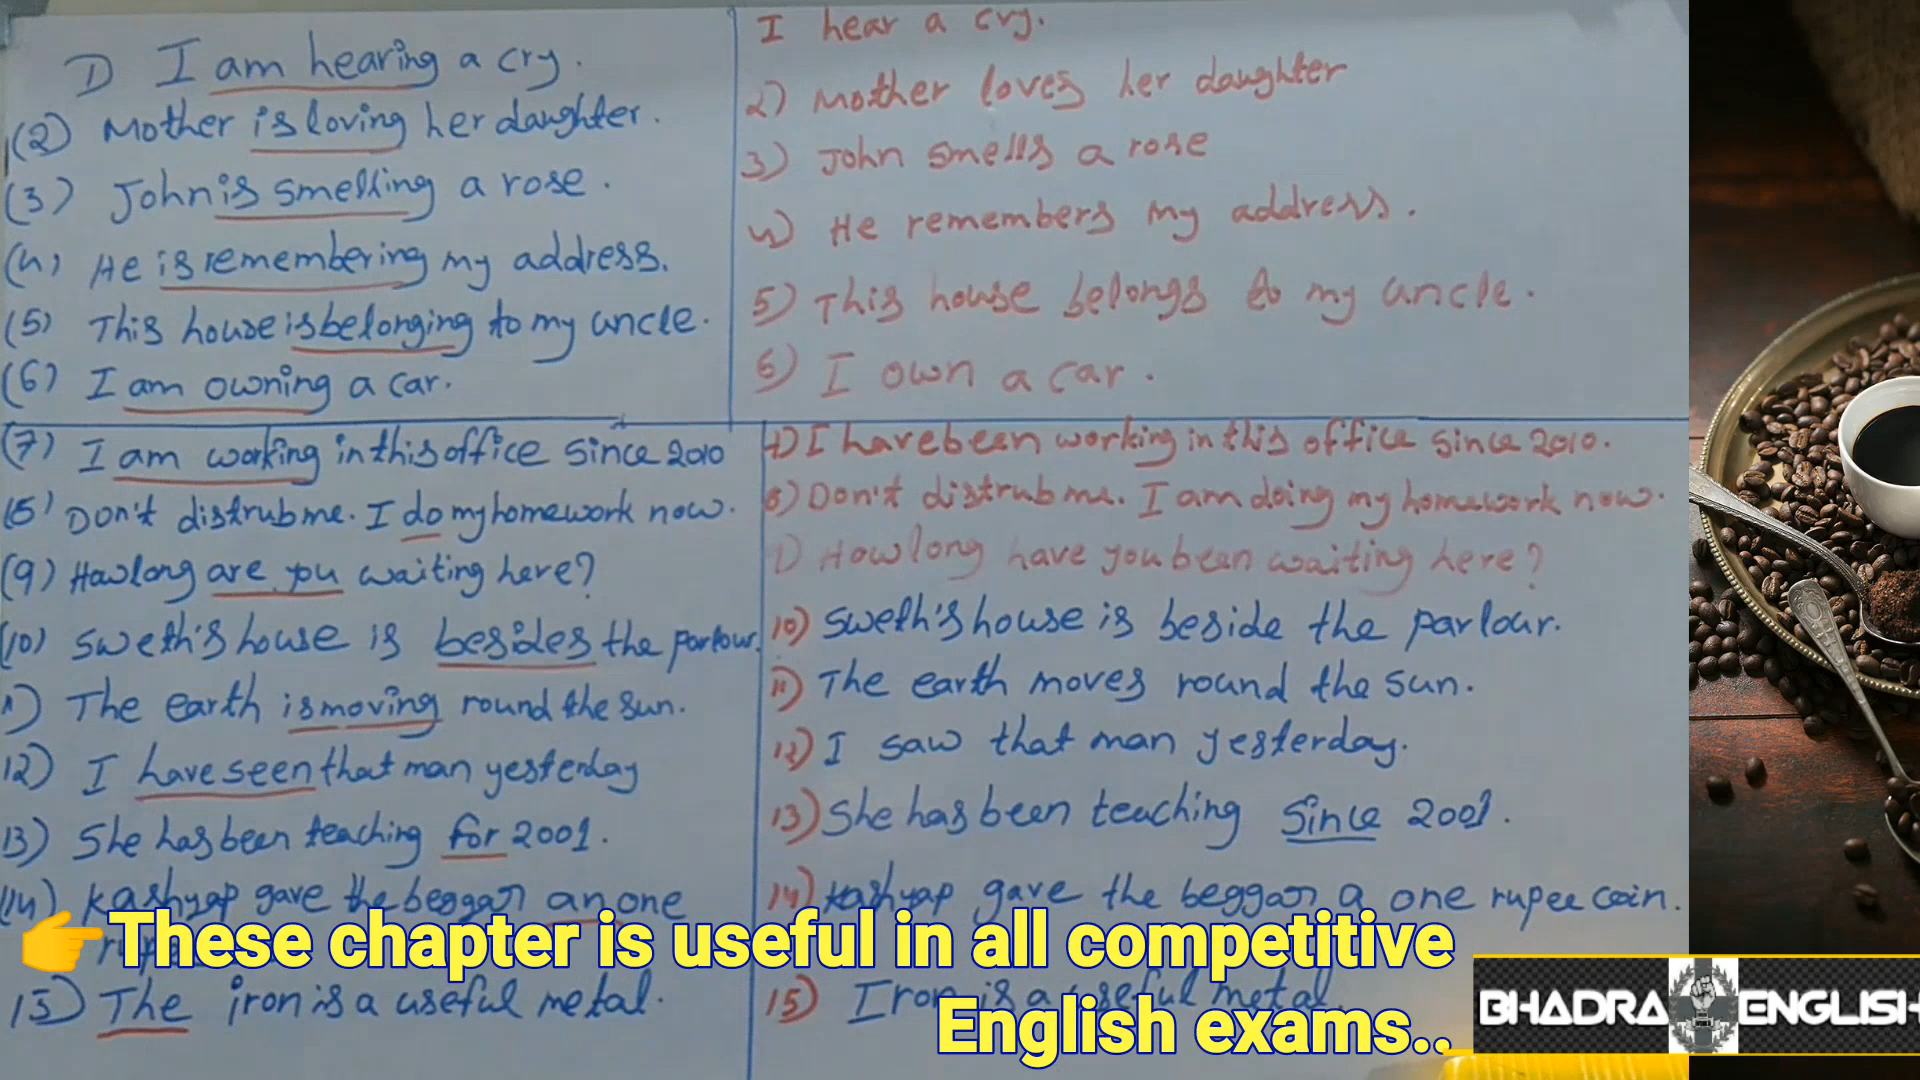 1) I am hearing a cry.
(2) Mother is loving her daughter.
(3) John is smelling a rose.
(4) He is remembering my address.
(5) This house is belonging to my uncle.
(6) I am owning a car.
I hear a cry.
2) Mother loves her daughter
3) John smells a rose
4) He remembers my address.
5) This house belongs to my uncle.
6) I own a car.
(7) I am working in this office since 2010
(8) Don't distrub me. I do my homework now.
(9) How long are you waiting here?
(10) Sweth's house is besides the parlour.
11) The earth is moving round the sun.
12) I have seen that man yesterday
13) She has been teaching for 2001.
(14) Kashyap gave the beggar an one
15) The iron is a useful metal.
7) I have been working in this office since 2010.
8) Don't distrub me. I am doing my homework now.
9) How long have you been waiting here?
10) Sweth's house is beside the parlour.
11) The earth moves round the sun.
12) I saw that man yesterday.
13) She has been teaching since 2001.
14) Kashyap gave the beggar a one rupee coin.
15) Iron is a useful metal.
👉These chapter is useful in all competitive
English exams..
BHADRA ENGLISH